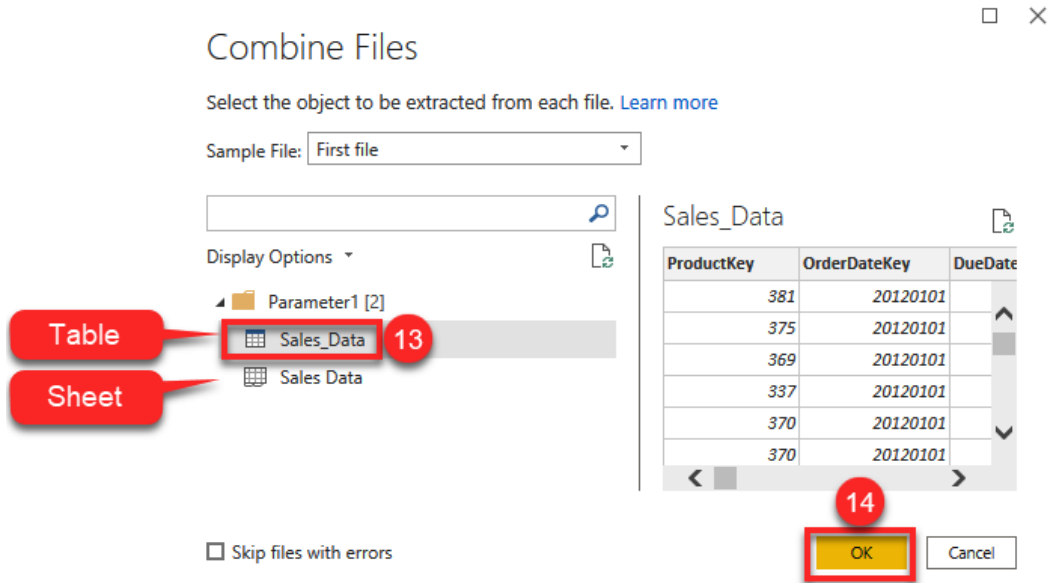 Combine Files
Select the object to be extracted from each file. Learn more
Sample File: First file
Display Options
Parameter1 [2]
Table
Sales_Data
13
Sheet
Sales Data
Sales_Data
ProductKey OrderDateKey DueDate
381 20120101
375 20120101
369 20120101
337 20120101
370 20120101
370 20120101
14
Skip files with errors
OK
Cancel